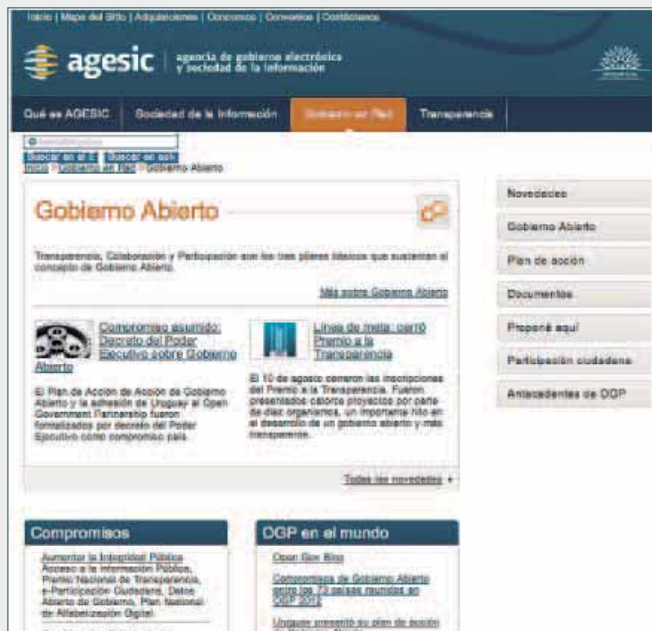 Inicio | Mapa del Sitio | Adquisiciones | Concursos | Convenios | Contáctenos
agesic
agencia de gobierno electrónico
y sociedad de la información
Qué es AGESIC
Sociedad de la Información
Gobierno en Red
Transparencia
Buscar en el
Buscar en
Inicio » Gobierno en Red » Gobierno Abierto
Gobierno Abierto
Transparencia, Colaboración y Participación son los tres pilares básicos que sustentan el
concepto de Gobierno Abierto.
Más sobre Gobierno Abierto
Compromiso asumido:
Decreto del Poder
Ejecutivo sobre Gobierno
Abierto
El Plan de Acción de Acción de Gobierno
Abierto y la adhesión de Uruguay al Open
Government Partnership fueron
formalizados por decreto del Poder
Ejecutivo como compromiso país.
Línea de meta: cerró
Premio a la
Transparencia
El 10 de agosto cerraron las inscripciones
del Premio a la Transparencia. Fueron
presentados catorce proyectos por parte
de diez organismos, un importante hito en
el desarrollo de un gobierno abierto y más
transparente.
Todas las novedades
Novedades
Gobierno Abierto
Plan de acción
Documentos
Proponé aquí
Participación ciudadana
Antecedentes de OGP
Compromisos
Aumentar la Integridad Pública
Acceso a la Información Pública,
Premio Nacional de Transparencia,
e-Participación Ciudadana, Datos
Abierto de Gobierno, Plan Nacional
de Alfabetización Digital.
OGP en el mundo
Open Gov Blog
Compromisos de Gobierno Abierto
entre los 73 países reunidos en
OGP 2012
Uruguay presentó su plan de acción
de Gobierno Abierto